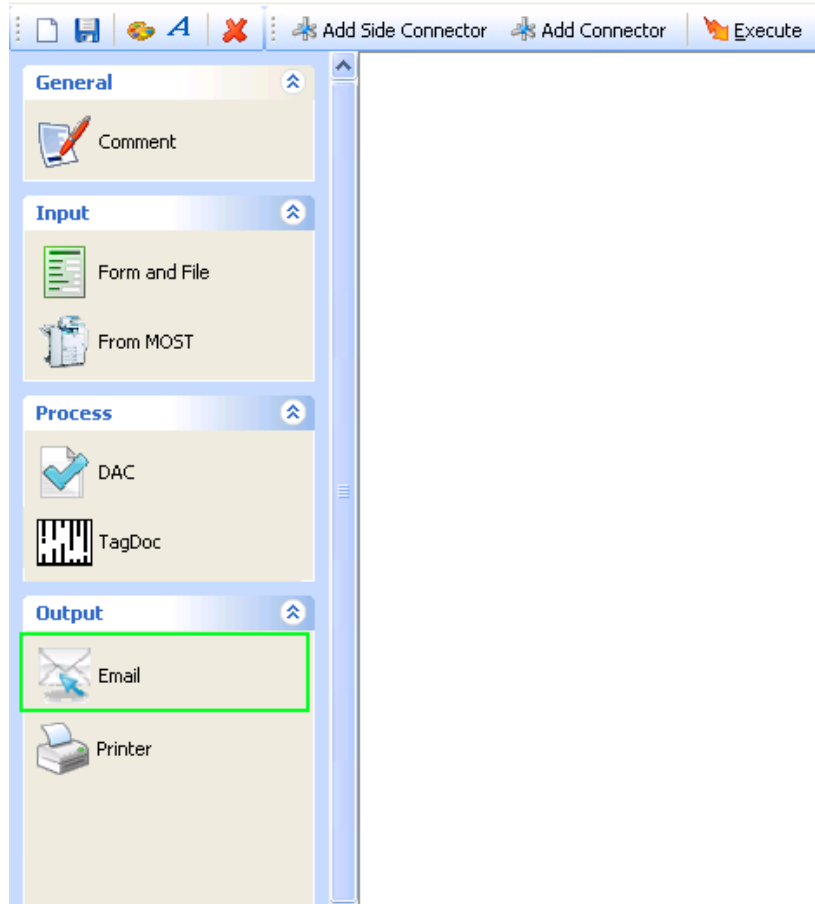 Add Side Connector Add Connector Execute
General
Comment
Input
Form and File
From MOST
Process
DAC
TagDoc
Output
Email
Printer